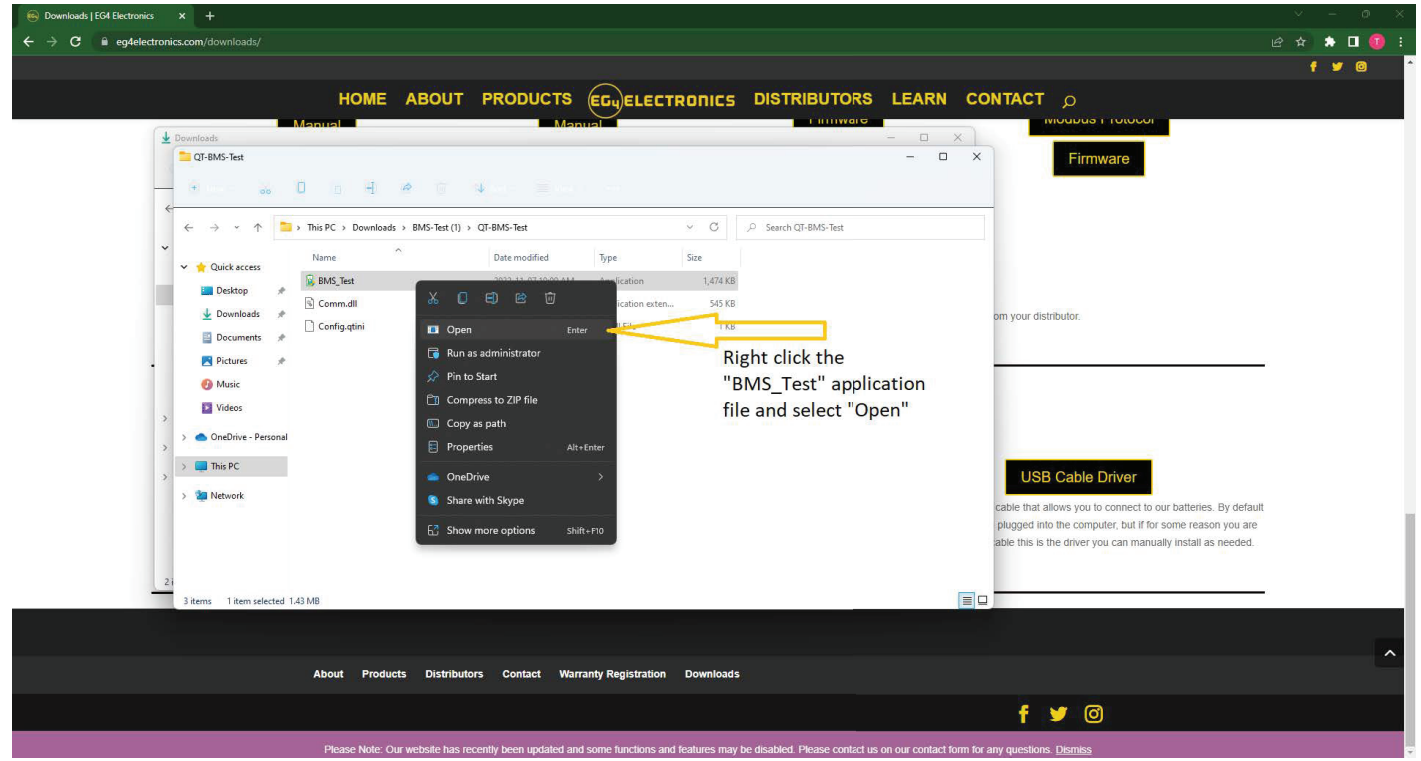 Downloads | EG4 Electronics
eg4electronics.com/downloads/
HOME ABOUT PRODUCTS EG4 ELECTRONICS DISTRIBUTORS LEARN CONTACT
Manual Manual Firmware Modbus Protocol
Firmware
Downloads
QT-BMS-Test
This PC > Downloads > BMS-Test (1) > QT-BMS-Test
Search QT-BMS-Test
Name Date modified Type Size
Quick access
Desktop
Downloads
Documents
Pictures
Music
Videos
OneDrive - Personal
This PC
Network
BMS_Test 2022-11-07 10:00 AM Application 1,474 KB
Comm.dll ication exten... 545 KB
Config.qtini 1 KB
Open Enter
Run as administrator
Pin to Start
Compress to ZIP file
Copy as path
Properties Alt+Enter
OneDrive
Share with Skype
Show more options Shift+F10
Right click the
"BMS_Test" application
file and select "Open"
om your distributor.
USB Cable Driver
cable that allows you to connect to our batteries. By default
plugged into the computer, but if for some reason you are
able this is the driver you can manually install as needed.
3 items 1 item selected 1.43 MB
About Products Distributors Contact Warranty Registration Downloads
Please Note: Our website has recently been updated and some functions and features may be disabled. Please contact us on our contact form for any questions. Dismiss